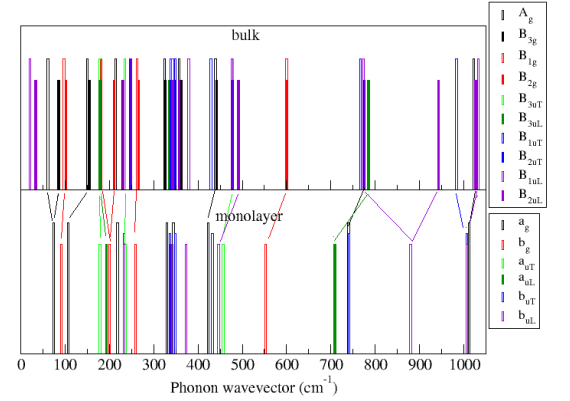 bulk
monolayer
0 100 200 300 400 500 600 700 800 900 1000
Phonon wavevector (cm⁻¹)
A_g
B_3g
B_1g
B_2g
B_3uT
B_3uL
B_1uT
B_2uT
B_1uL
B_2uL
a_g
b_g
a_uT
a_uL
b_uT
b_uL